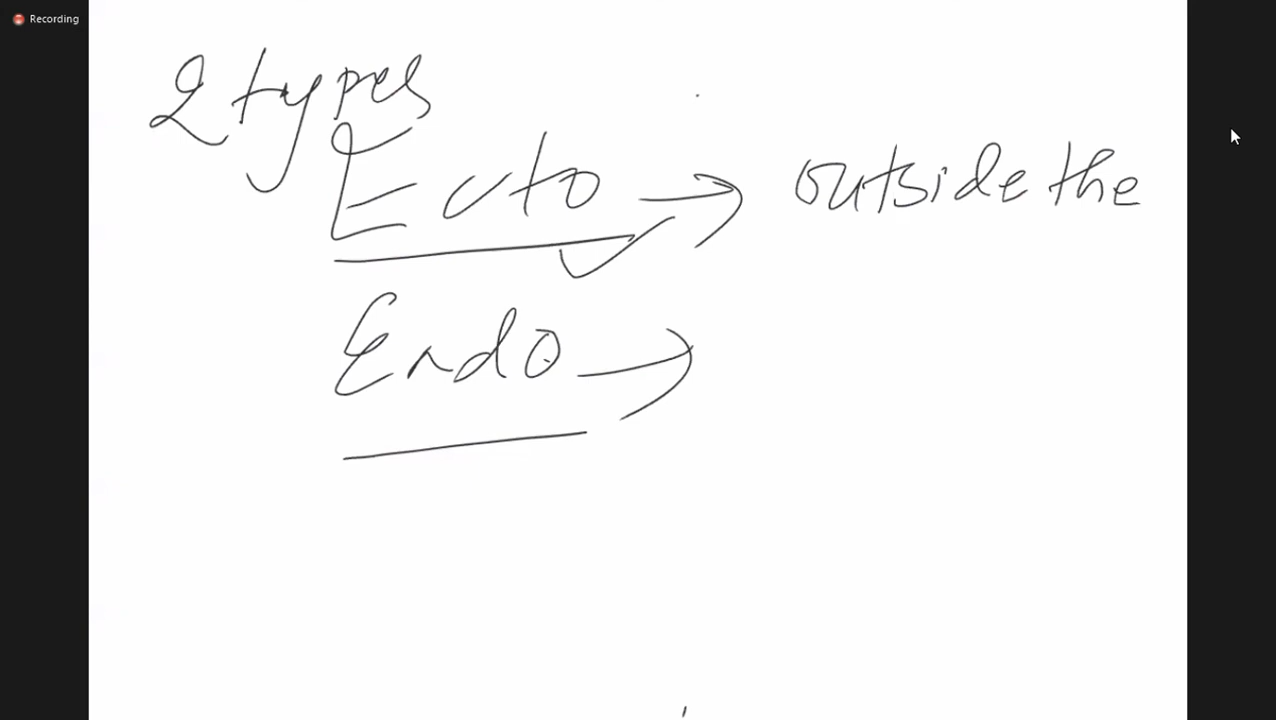 Recording
2 types
Ecto → outside the
Endo →